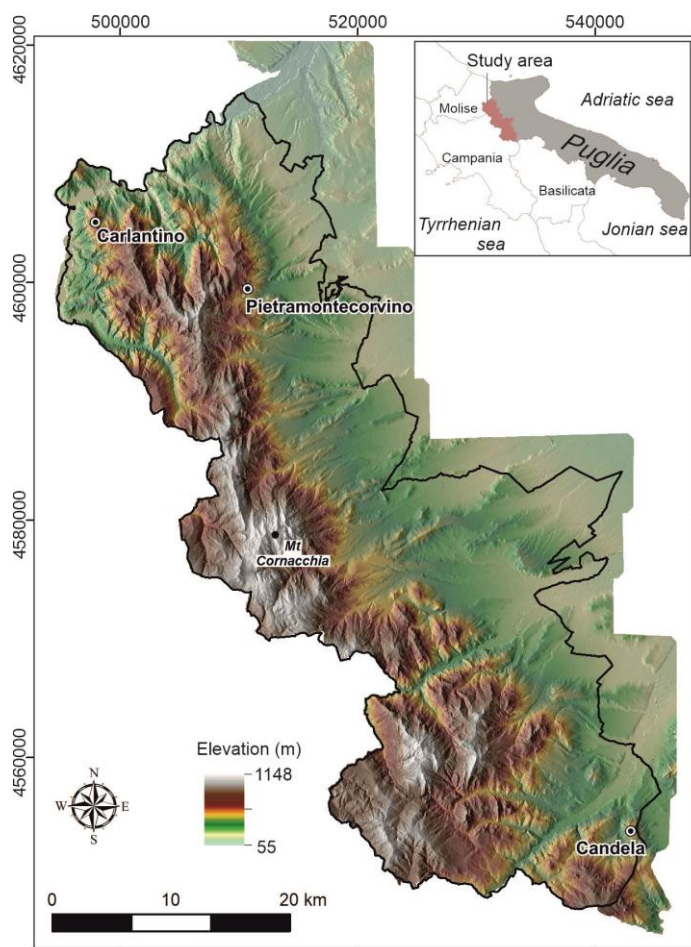 500000
520000
540000
4620000
4600000
4580000
4560000
Study area
Molise
Adriatic sea
Puglia
Campania
Basilicata
Tyrrhenian
sea
Jonian sea
Carlantino
Pietramontecorvino
Mt
Cornacchia
Elevation (m)
1148
55
N
W
E
S
Candela
0
10
20 km